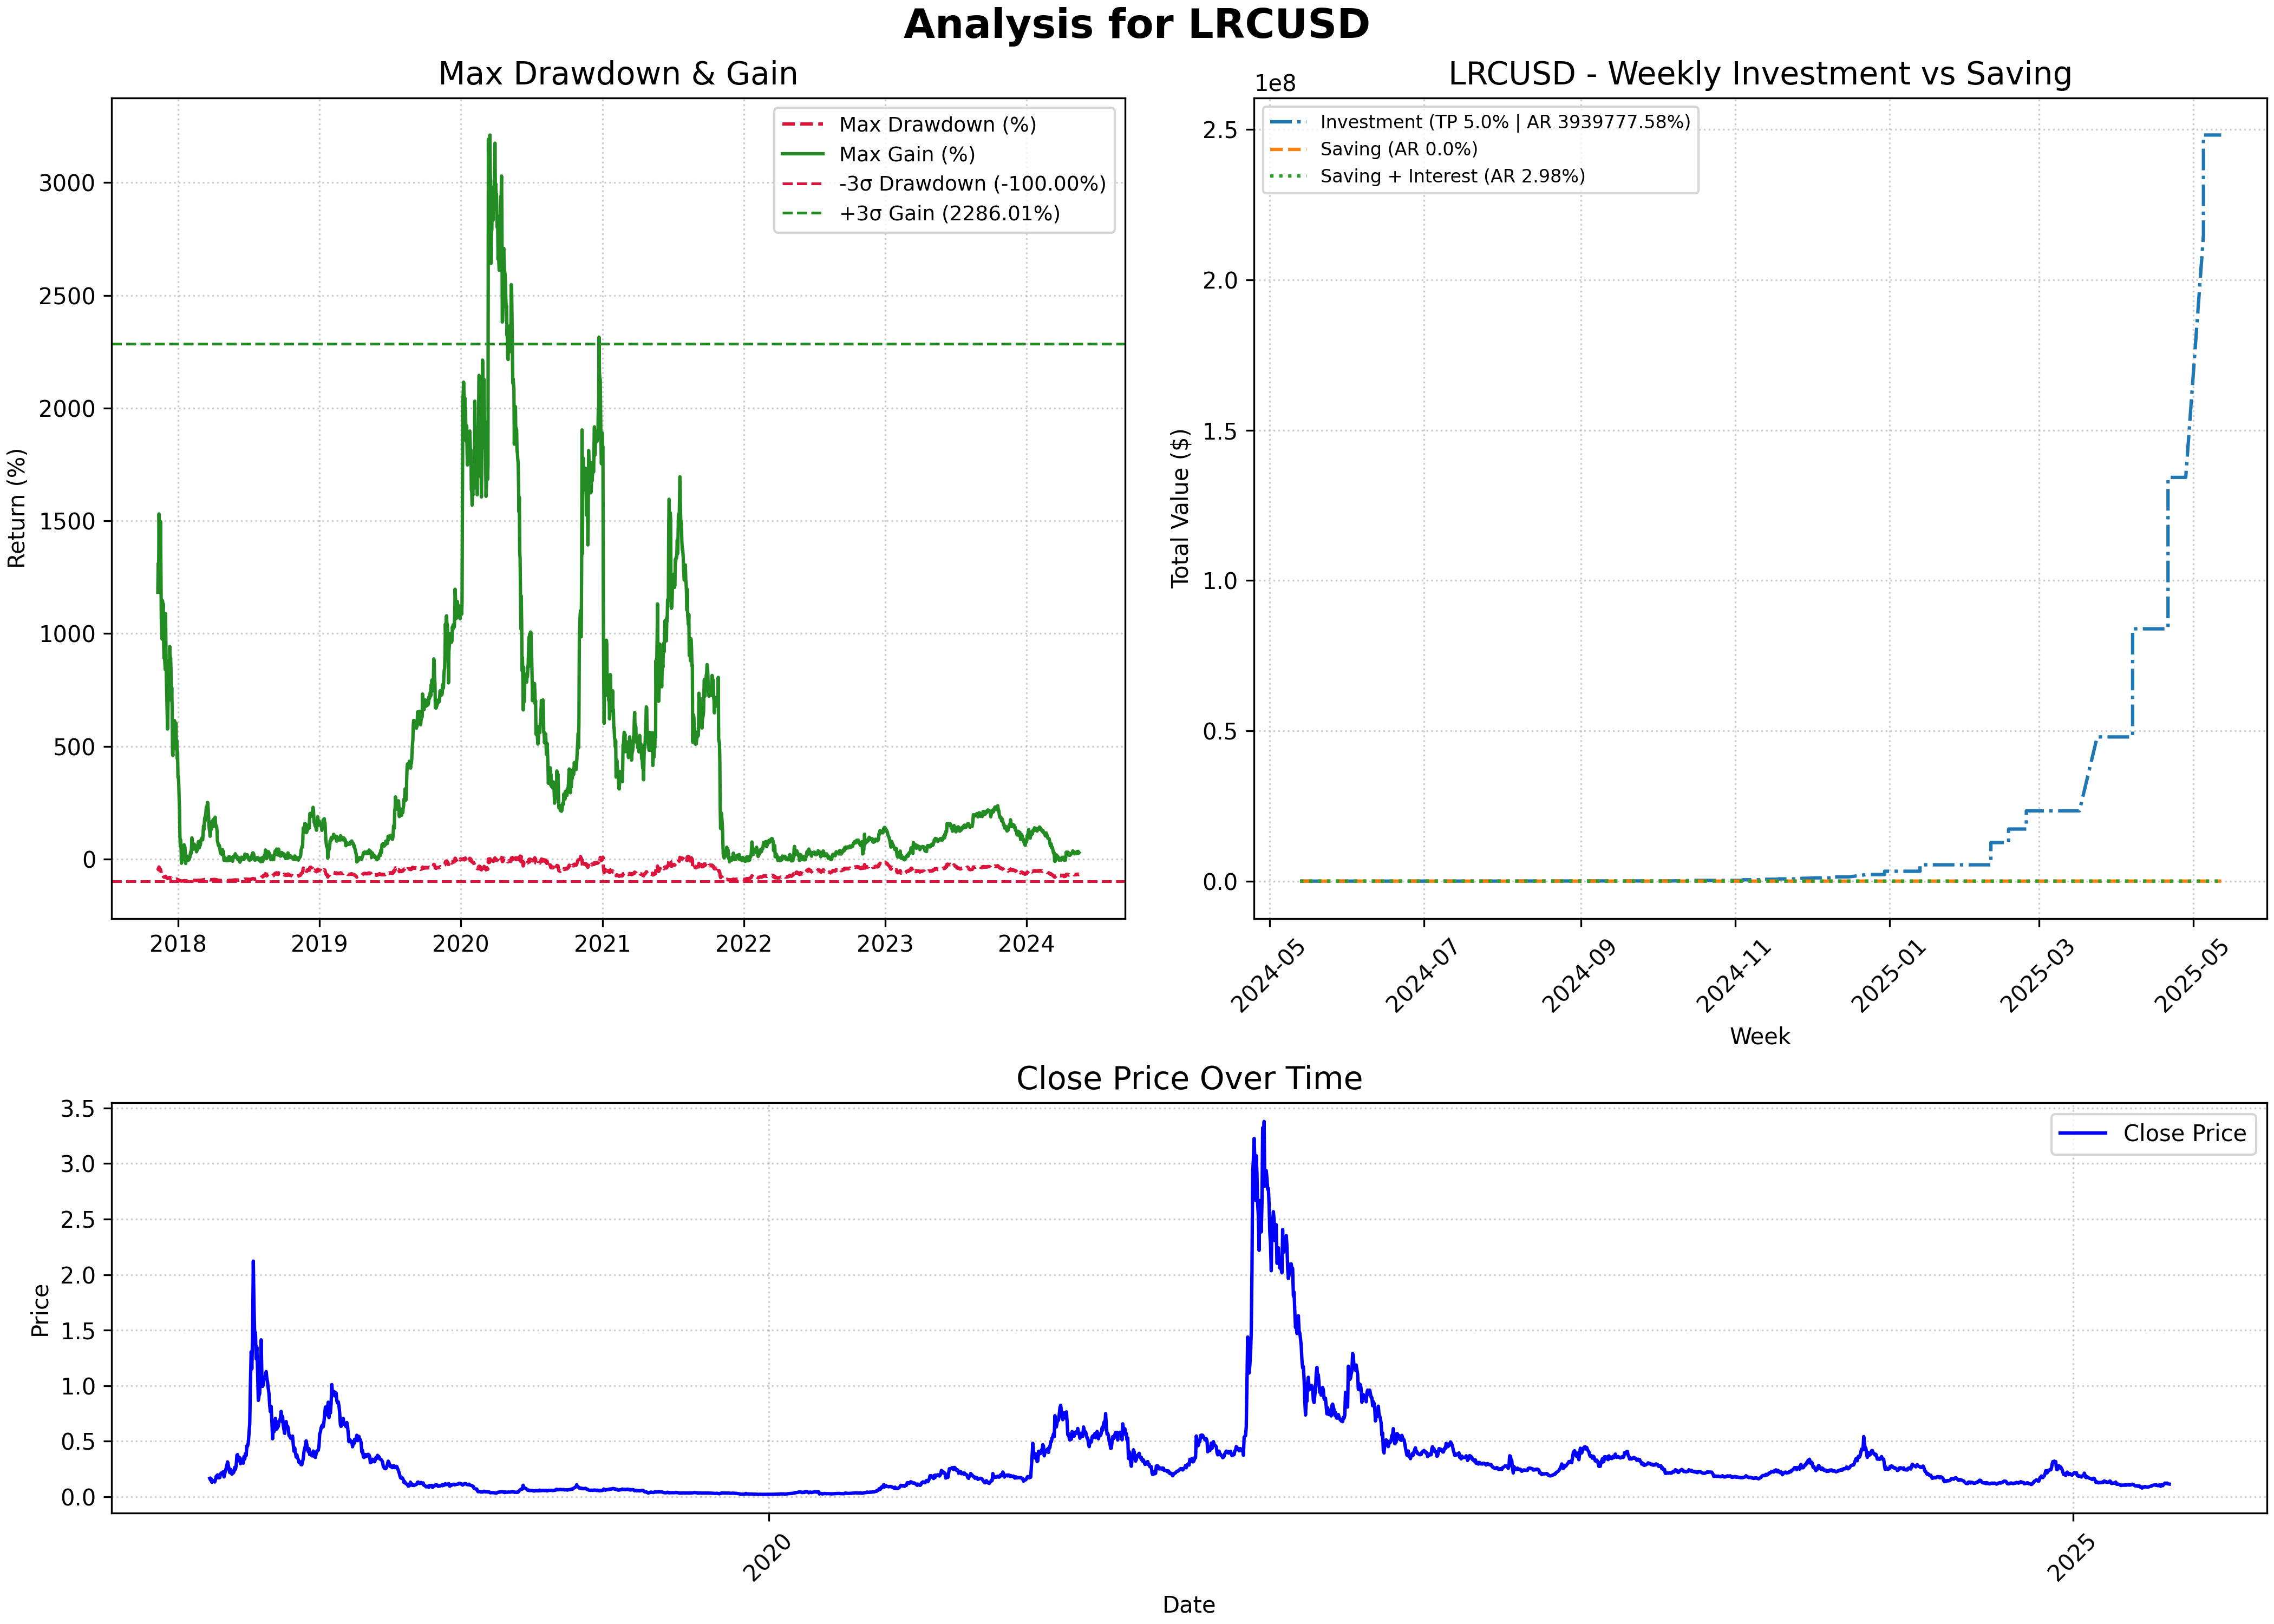 Analysis for LRCUSD
Max Drawdown & Gain
Max Drawdown (%)
Max Gain (%)
-3σ Drawdown (-100.00%)
+3σ Gain (2286.01%)
Return (%)
3000
2500
2000
1500
1000
500
0
2018 2019 2020 2021 2022 2023 2024
LRCUSD - Weekly Investment vs Saving
1e8
Investment (TP 5.0% | AR 3939777.58%)
Saving (AR 0.0%)
Saving + Interest (AR 2.98%)
Total Value ($)
2.5
2.0
1.5
1.0
0.5
0.0
2024-05 2024-07 2024-09 2024-11 2025-01 2025-03 2025-05
Week
Close Price Over Time
Close Price
Price
3.5
3.0
2.5
2.0
1.5
1.0
0.5
0.0
2020 2025
Date